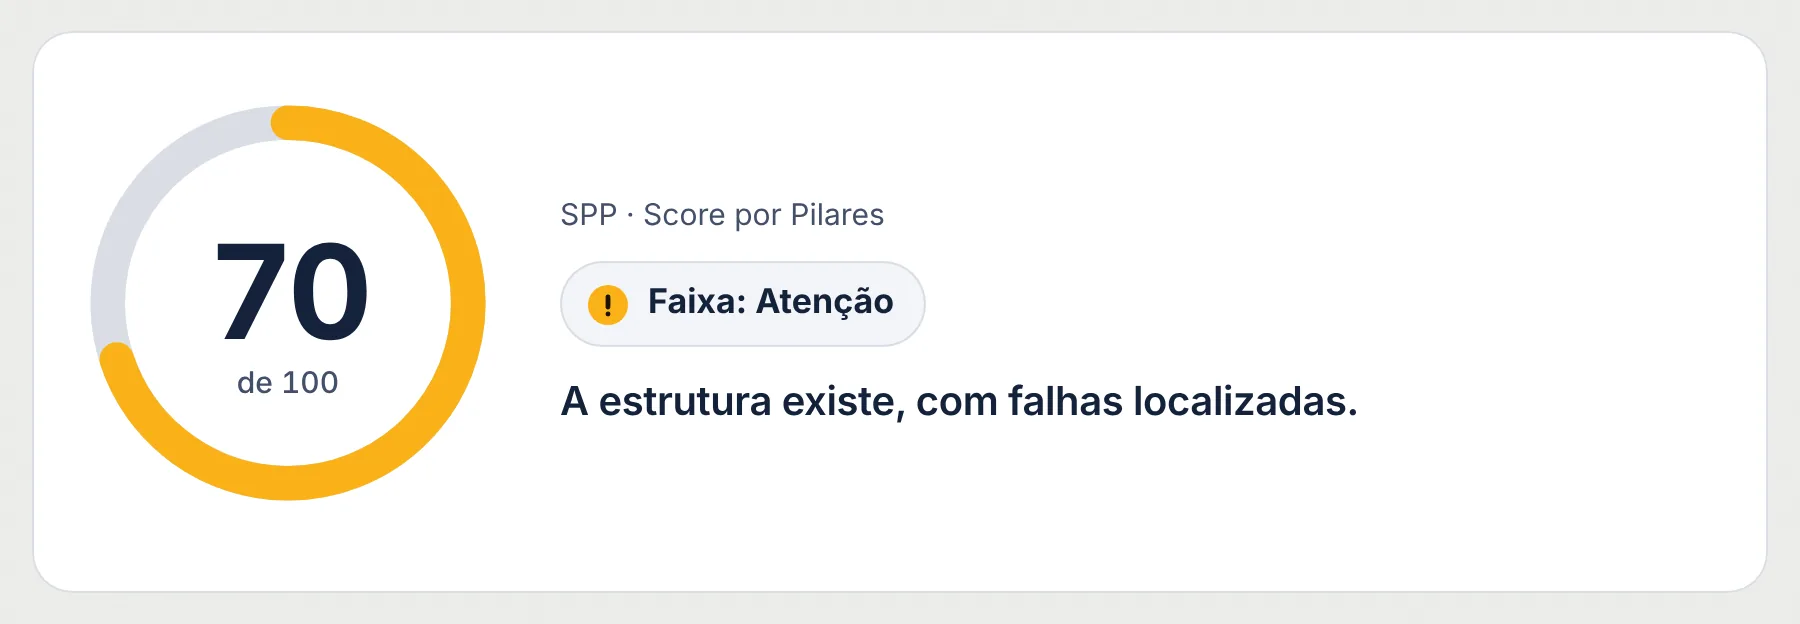 70
de 100
SPP · Score por Pilares
Faixa: Atenção
A estrutura existe, com falhas localizadas.